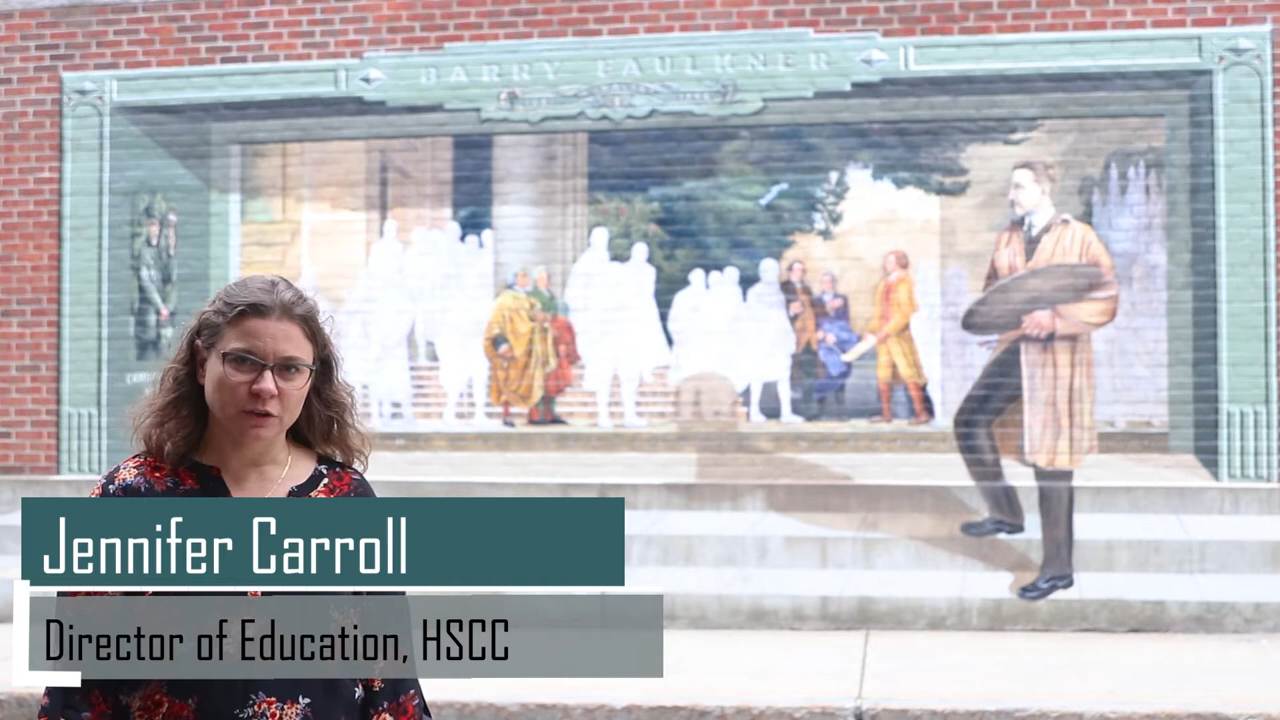 BARRY FAULKNER
Jennifer Carroll
Director of Education, HSCC